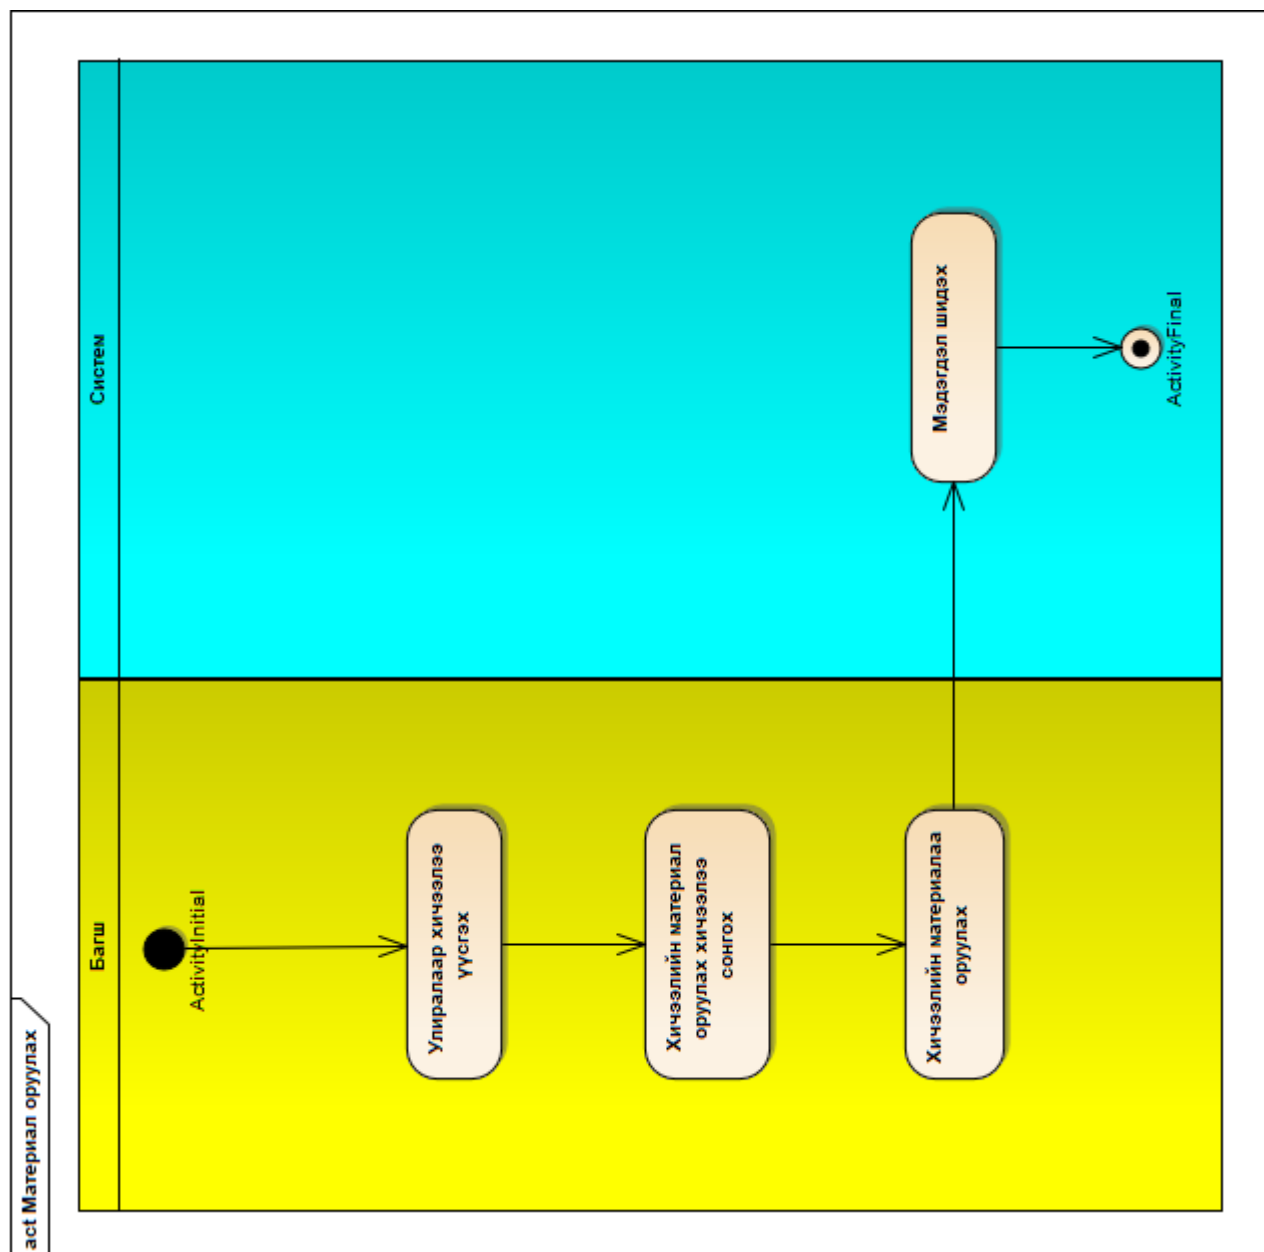 act Материал оруулах
Багш
Систем
ActivityInitial
Улиралаар хичээлээ
үүсгэх
Хичээлийн материал
оруулах хичээлээ
сонгох
Хичээлийн материалаа
оруулах
Мэдэгдэл шидэх
ActivityFinal